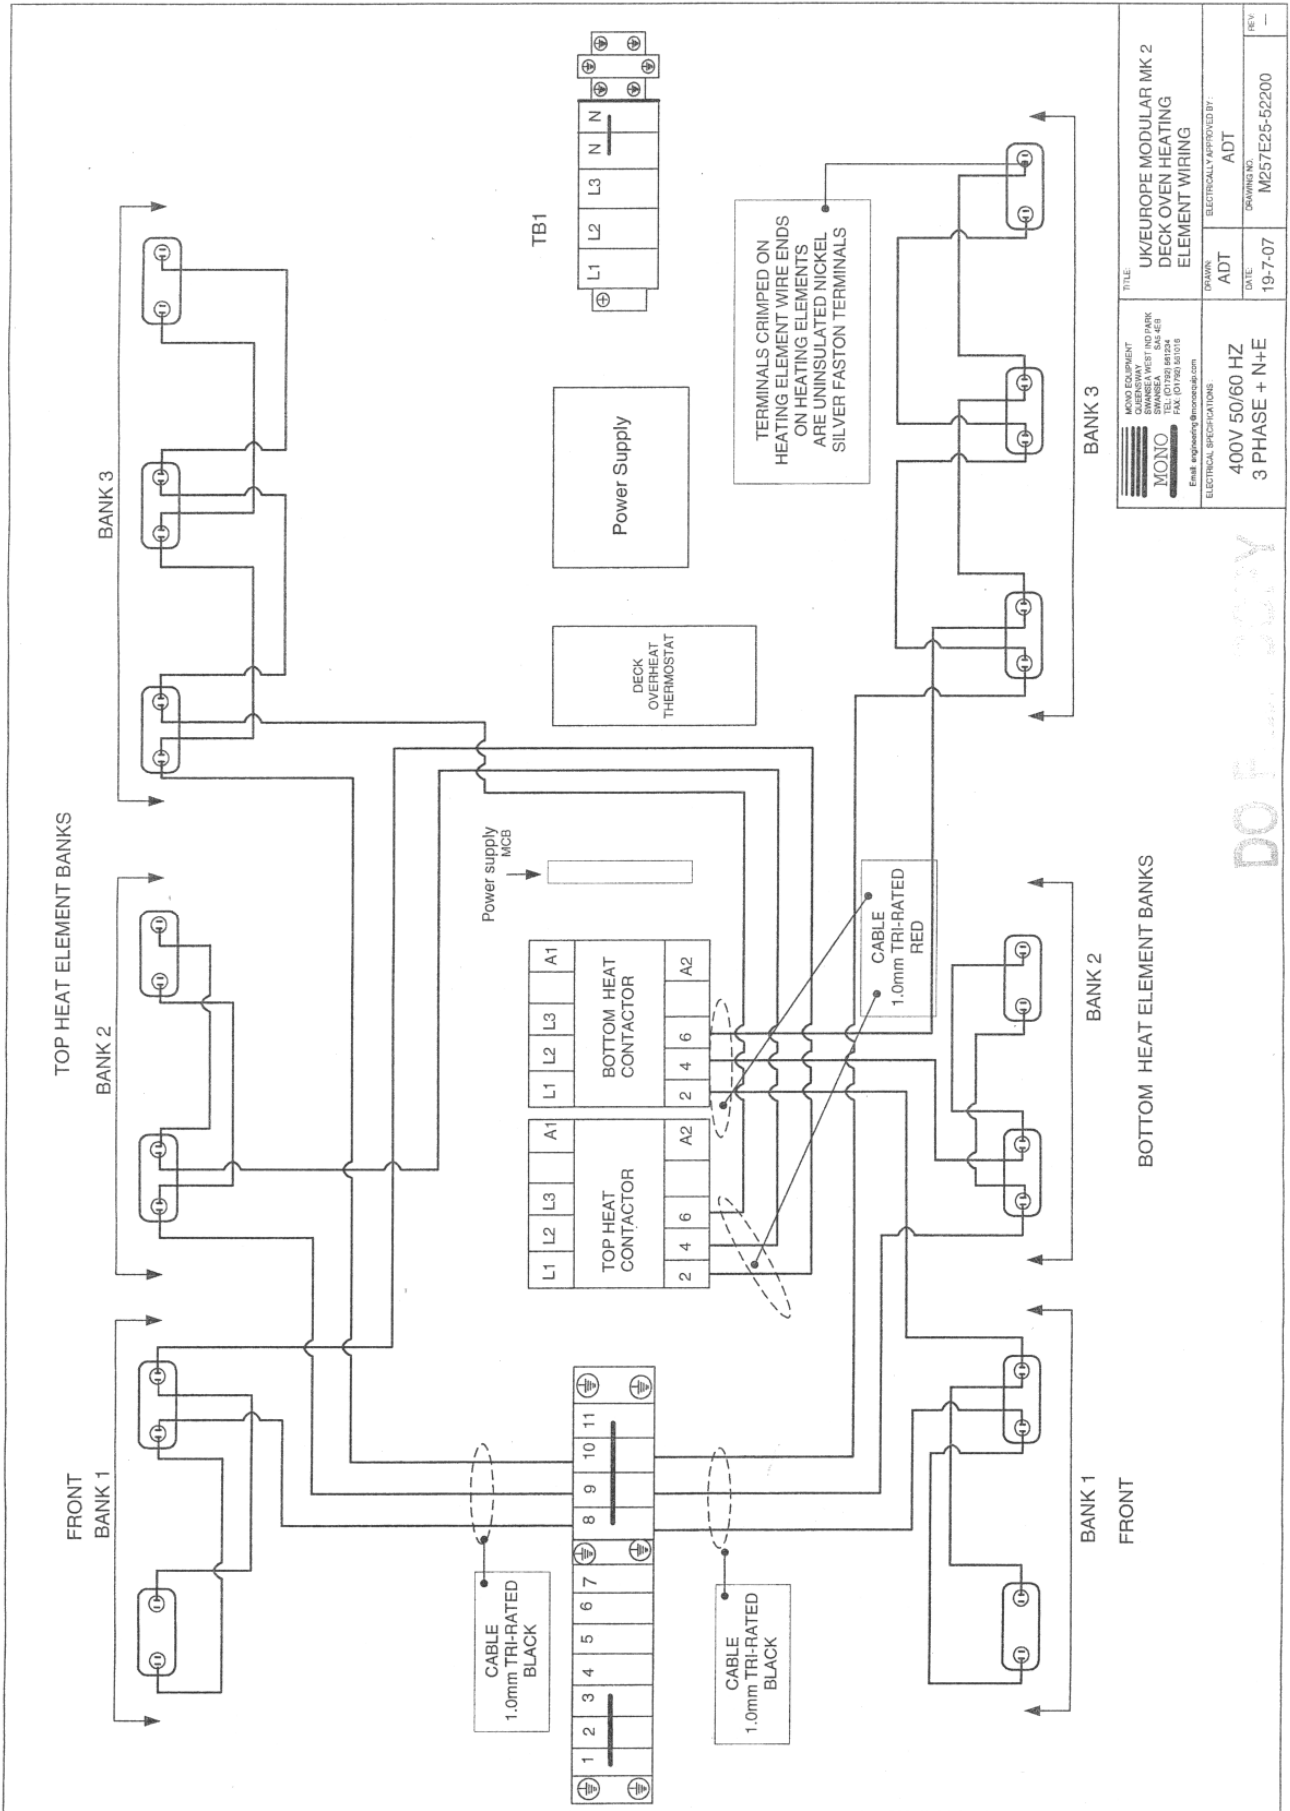 TOP HEAT ELEMENT BANKS
FRONT
BANK 1
BANK 2
BANK 3
CABLE
1.0mm TRI-RATED
BLACK
Power supply
MCB
TB1
L1 L2 L3 N N
L1 L2 L3 A1
TOP HEAT
CONTACTOR
2 4 6 A2
L1 L2 L3 A1
BOTTOM HEAT
CONTACTOR
2 4 6 A2
DECK
OVERHEAT
THERMOSTAT
Power Supply
1 2 3 4 5 6 7 8 9 10 11
CABLE
1.0mm TRI-RATED
BLACK
CABLE
1.0mm TRI-RATED
RED
TERMINALS CRIMPED ON
HEATING ELEMENT WIRE ENDS
ON HEATING ELEMENTS
ARE UNINSULATED NICKEL
SILVER FASTON TERMINALS
BANK 1
FRONT
BANK 2
BANK 3
BOTTOM HEAT ELEMENT BANKS
MONO
MONO EQUIPMENT
QUEENSWAY
SWANSEA WEST IND PARK
SWANSEA SA5 4EB
TEL: (01792) 561234
FAX: (01792) 561016
Email: engineering@monoequip.com
ELECTRICAL SPECIFICATIONS:
400V 50/60 HZ
3 PHASE + N+E
TITLE:
UK/EUROPE MODULAR MK 2
DECK OVEN HEATING
ELEMENT WIRING
DRAWN:
ADT
ELECTRICALLY APPROVED BY:
ADT
DATE:
19-7-07
DRAWING NO.
M257E25-52200
REV:
—
DO